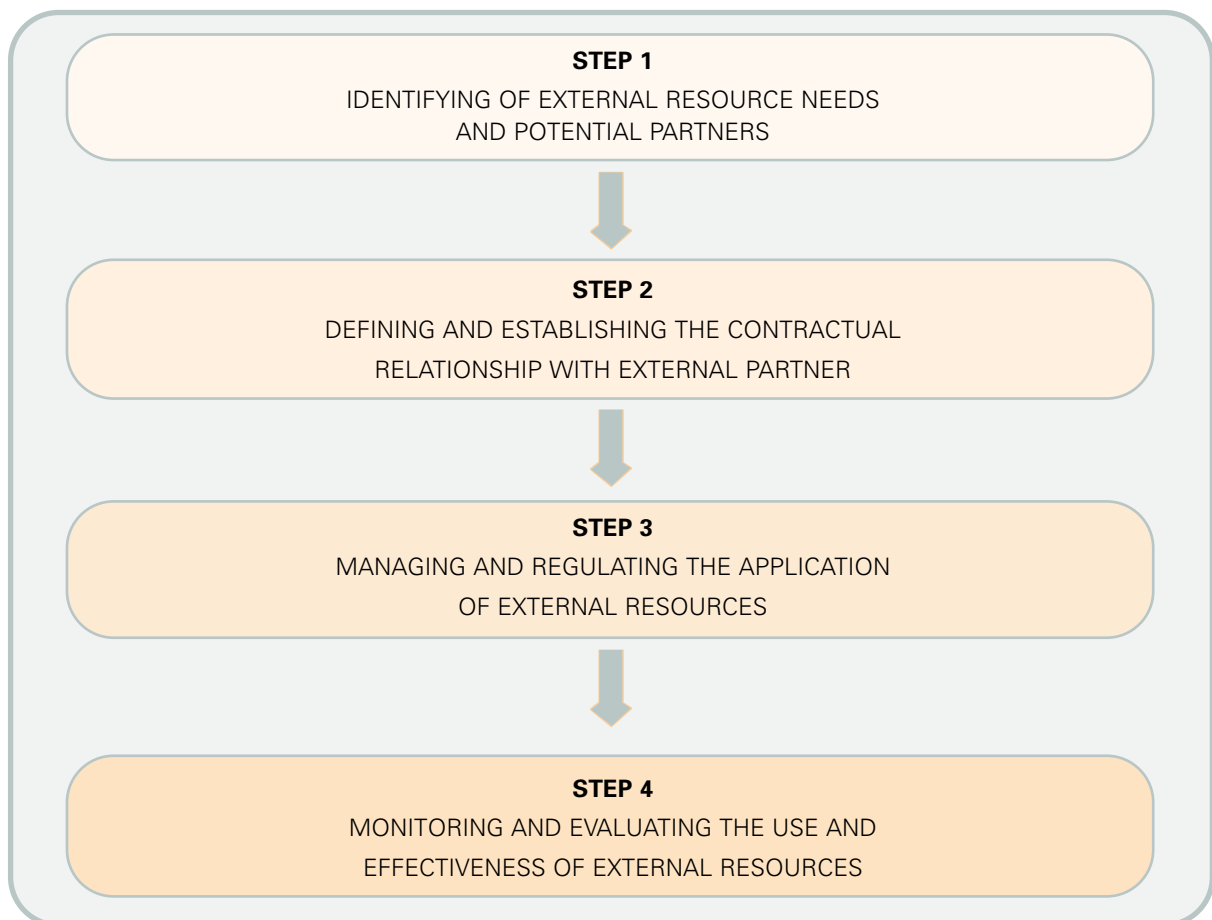 STEP 1
IDENTIFYING OF EXTERNAL RESOURCE NEEDS
AND POTENTIAL PARTNERS
STEP 2
DEFINING AND ESTABLISHING THE CONTRACTUAL
RELATIONSHIP WITH EXTERNAL PARTNER
STEP 3
MANAGING AND REGULATING THE APPLICATION
OF EXTERNAL RESOURCES
STEP 4
MONITORING AND EVALUATING THE USE AND
EFFECTIVENESS OF EXTERNAL RESOURCES